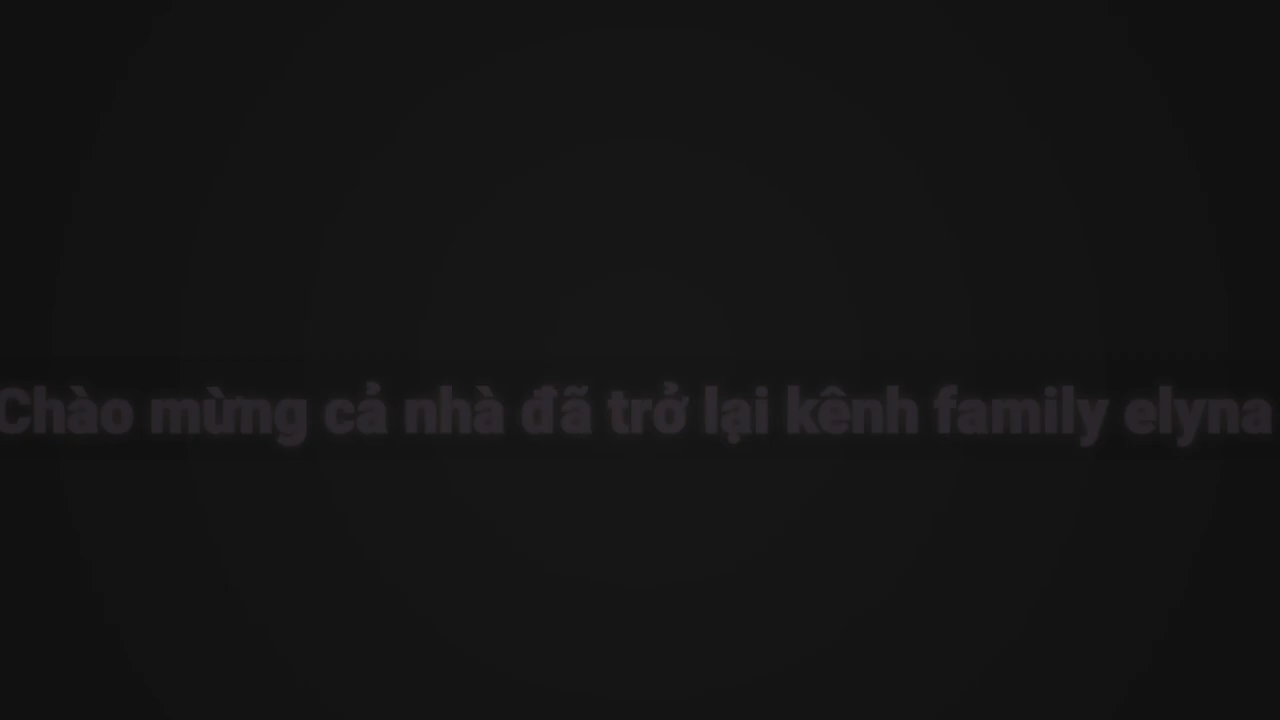 Chào mừng cả nhà đã trở lại kênh family elyna